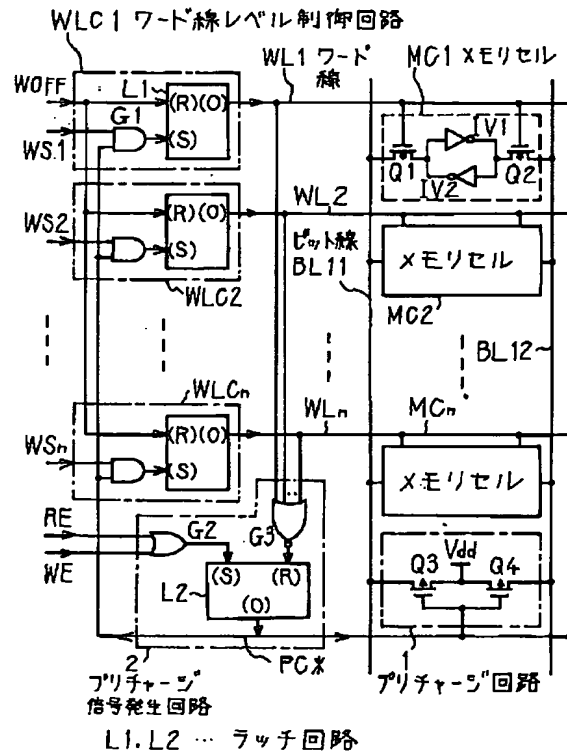 WLC1 ワード線レベル制御回路
WOFF
L1
WL1 ワード線
MC1 メモリセル
(R)(O)
G1
WS1
(S)
IV1
Q1
Q2
IV2
WL2
WS2
(R)(O)
(S)
ビット線
BL11
メモリセル
WLC2
MC2
BL12
WLCn
WLn
MCn
(R)(O)
WSn
(S)
メモリセル
RE
G2
G3
WE
Q3
Vdd
Q4
(S)
(R)
L2
(O)
2
PC*
1
プリチャージ
信号発生回路
プリチャージ回路
L1.L2 … ラッチ回路